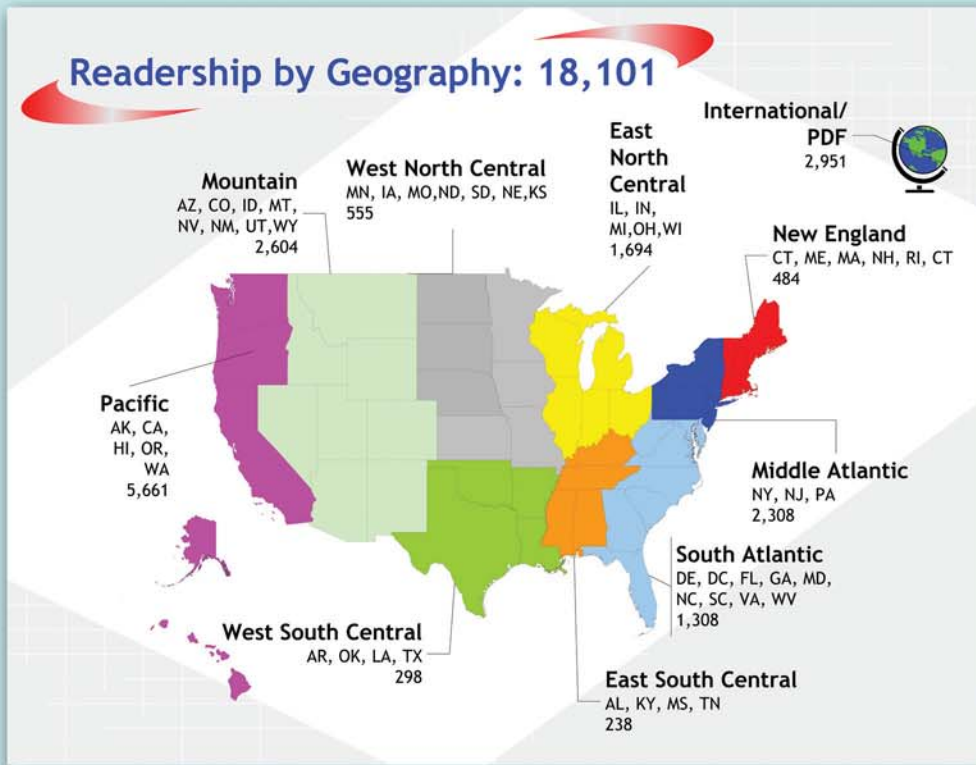 Readership by Geography: 18,101
International/
PDF
2,951
East
North
Central
IL, IN,
MI,OH,WI
1,694
West North Central
MN, IA, MO,ND, SD, NE,KS
555
Mountain
AZ, CO, ID, MT,
NV, NM, UT,WY
2,604
New England
CT, ME, MA, NH, RI, CT
484
Pacific
AK, CA,
HI, OR,
WA
5,661
Middle Atlantic
NY, NJ, PA
2,308
South Atlantic
DE, DC, FL, GA, MD,
NC, SC, VA, WV
1,308
West South Central
AR, OK, LA, TX
298
East South Central
AL, KY, MS, TN
238